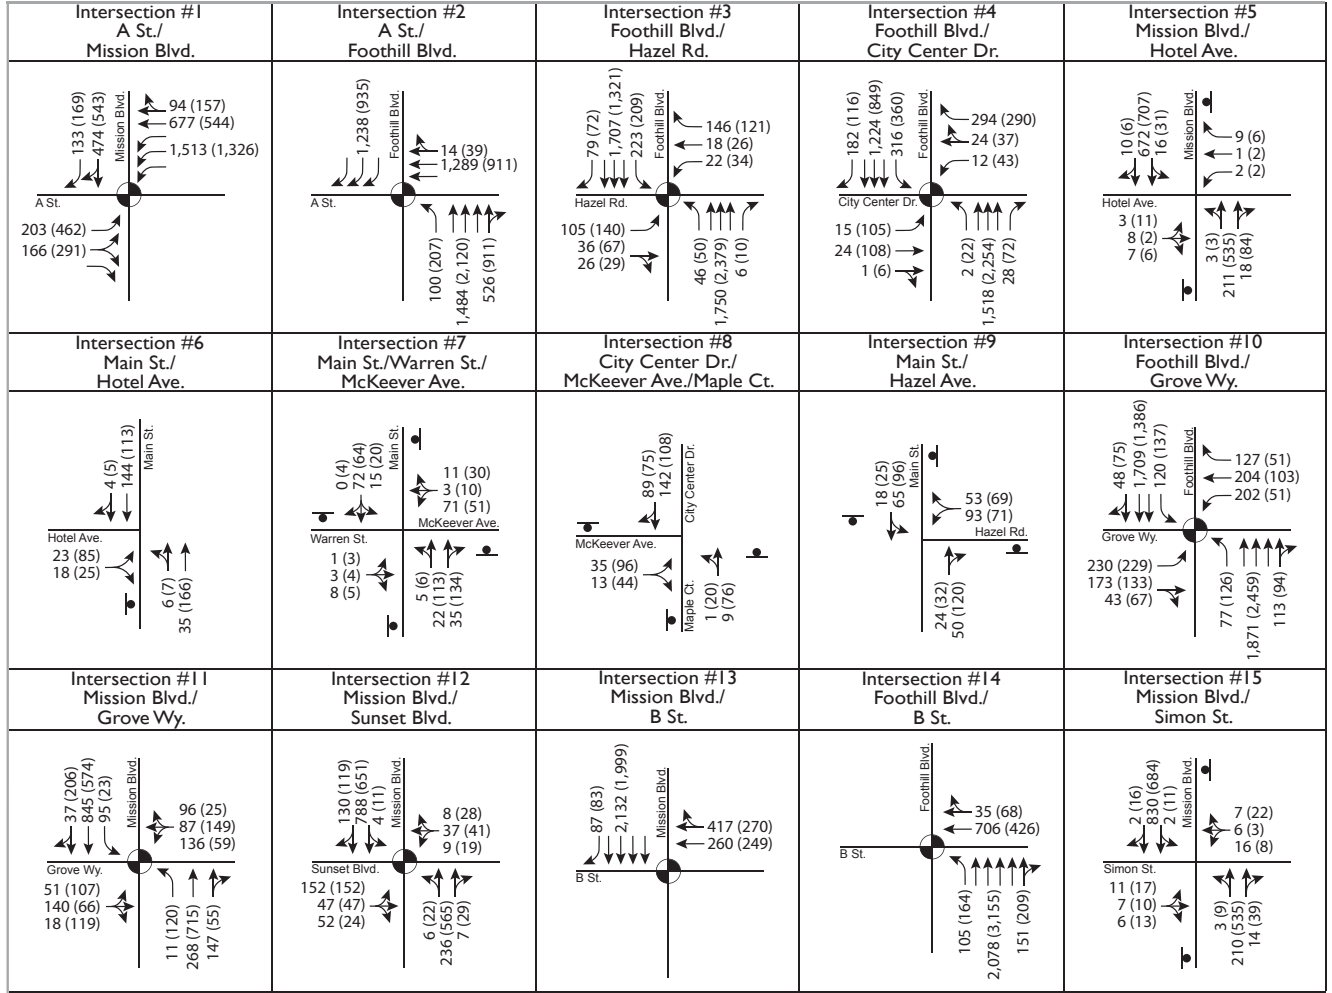 Intersection #1
A St./
Mission Blvd.
133 (169)
474 (543)
Mission Blvd.
94 (157)
677 (544)
1,513 (1,326)
A St.
203 (462)
166 (291)
Intersection #2
A St./
Foothill Blvd.
1,238 (935)
Foothill Blvd.
14 (39)
1,289 (911)
A St.
100 (207)
1,484 (2,120)
526 (911)
Intersection #3
Foothill Blvd./
Hazel Rd.
79 (72)
1,707 (1,321)
223 (209)
Foothill Blvd.
146 (121)
18 (26)
22 (34)
Hazel Rd.
105 (140)
36 (67)
26 (29)
46 (50)
1,750 (2,379)
6 (10)
Intersection #4
Foothill Blvd./
City Center Dr.
182 (116)
1,224 (849)
316 (360)
Foothill Blvd.
294 (290)
24 (37)
12 (43)
City Center Dr.
15 (105)
24 (108)
1 (6)
2 (22)
1,518 (2,254)
28 (72)
Intersection #5
Mission Blvd./
Hotel Ave.
10 (6)
672 (707)
16 (31)
Mission Blvd.
9 (6)
1 (2)
2 (2)
Hotel Ave.
3 (11)
8 (2)
7 (6)
3 (3)
211 (535)
18 (84)
Intersection #6
Main St./
Hotel Ave.
4 (5)
144 (113)
Main St.
Hotel Ave.
23 (85)
18 (25)
6 (7)
35 (166)
Intersection #7
Main St./Warren St./
McKeever Ave.
0 (4)
72 (64)
15 (20)
Main St.
11 (30)
3 (10)
71 (51)
McKeever Ave.
Warren St.
1 (3)
3 (4)
8 (5)
5 (6)
22 (113)
35 (134)
Intersection #8
City Center Dr./
McKeever Ave./Maple Ct.
89 (75)
142 (108)
City Center Dr.
McKeever Ave.
35 (96)
13 (44)
Maple Ct.
1 (20)
9 (76)
Intersection #9
Main St./
Hazel Ave.
18 (25)
65 (96)
Main St.
53 (69)
93 (71)
Hazel Rd.
24 (32)
50 (120)
Intersection #10
Foothill Blvd./
Grove Wy.
48 (75)
1,709 (1,386)
120 (137)
Foothill Blvd.
127 (51)
204 (103)
202 (51)
Grove Wy.
230 (229)
173 (133)
43 (67)
77 (126)
1,871 (2,459)
113 (94)
Intersection #11
Mission Blvd./
Grove Wy.
37 (206)
845 (574)
95 (23)
Mission Blvd.
96 (25)
87 (149)
136 (59)
Grove Wy.
51 (107)
140 (66)
18 (119)
11 (120)
268 (715)
147 (55)
Intersection #12
Mission Blvd./
Sunset Blvd.
130 (119)
788 (651)
4 (11)
Mission Blvd.
8 (28)
37 (41)
9 (19)
Sunset Blvd.
152 (152)
47 (47)
52 (24)
6 (22)
236 (565)
7 (29)
Intersection #13
Mission Blvd./
B St.
87 (83)
2,132 (1,999)
Mission Blvd.
417 (270)
260 (249)
B St.
Intersection #14
Foothill Blvd./
B St.
Foothill Blvd.
35 (68)
706 (426)
B St.
105 (164)
2,078 (3,155)
151 (209)
Intersection #15
Mission Blvd./
Simon St.
2 (16)
830 (684)
2 (11)
Mission Blvd.
7 (22)
6 (3)
16 (8)
Simon St.
11 (17)
7 (10)
6 (13)
3 (9)
210 (535)
14 (39)